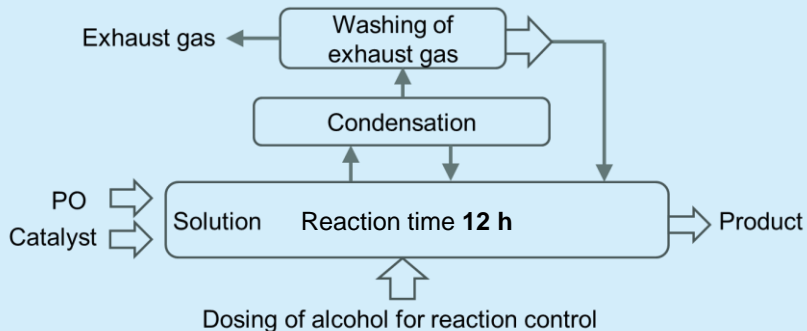 Exhaust gas
Washing of
exhaust gas
Condensation
PO
Catalyst
Solution Reaction time 12 h
Product
Dosing of alcohol for reaction control